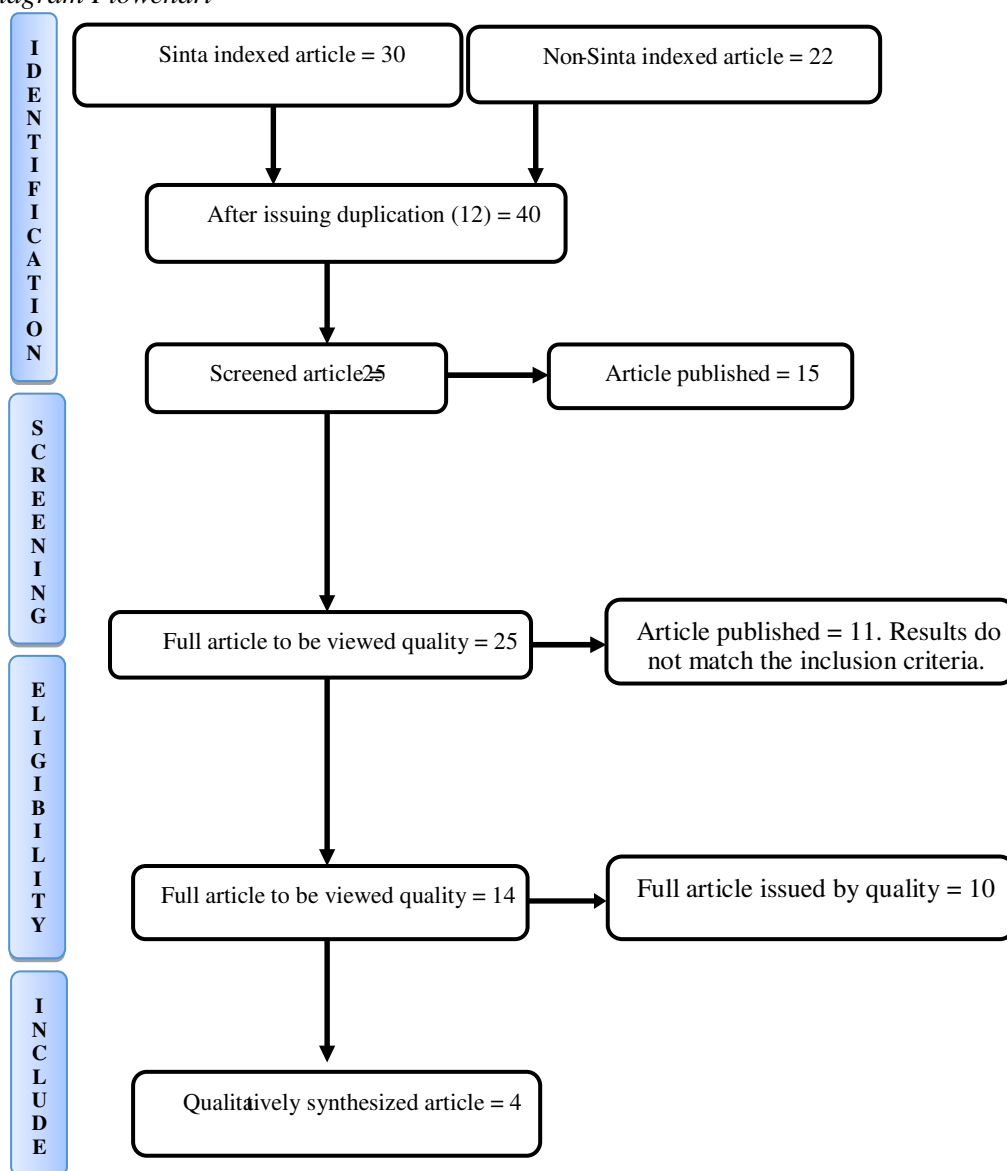 agram Flowchart
IDENTIFICATION
Sinta indexed article = 30
Non-Sinta indexed article = 22
After issuing duplication (12) = 40
Screened article = 25
Article published = 15
SCREENING
Full article to be viewed quality = 25
Article published = 11. Results do
not match the inclusion criteria.
ELIGIBILITY
Full article to be viewed quality = 14
Full article issued by quality = 10
INCLUDE
Qualitatively synthesized article = 4